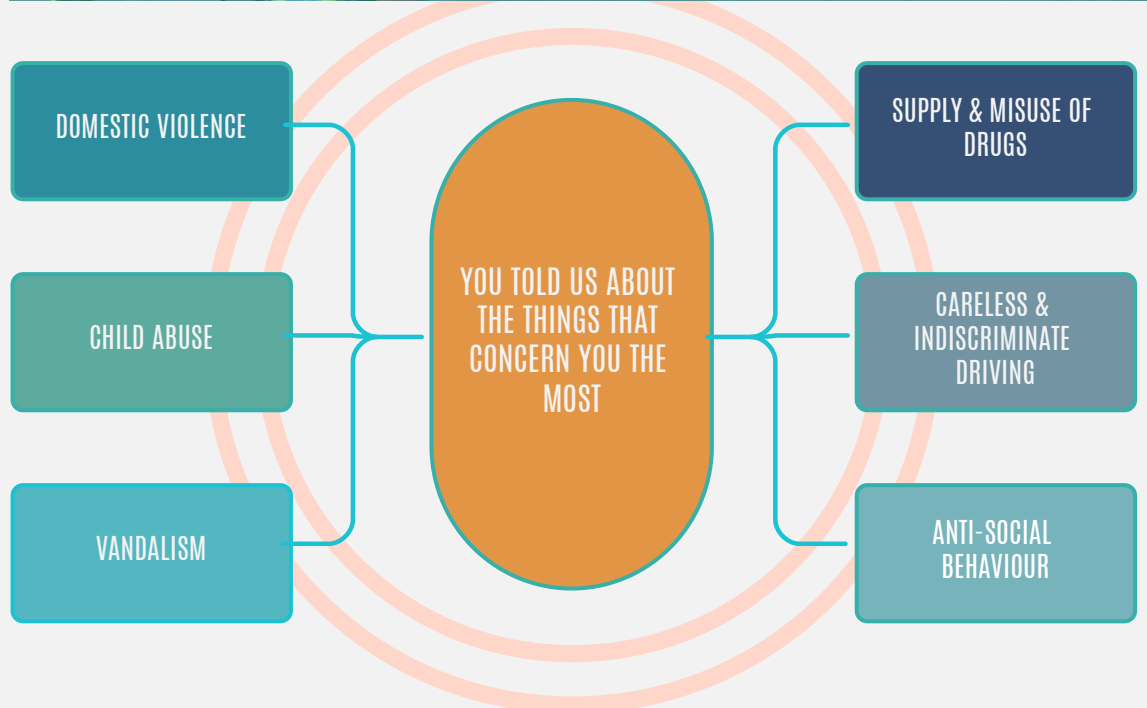 DOMESTIC VIOLENCE
CHILD ABUSE
VANDALISM
YOU TOLD US ABOUT
THE THINGS THAT
CONCERN YOU THE
MOST
SUPPLY & MISUSE OF
DRUGS
CARELESS &
INDISCRIMINATE
DRIVING
ANTI-SOCIAL
BEHAVIOUR